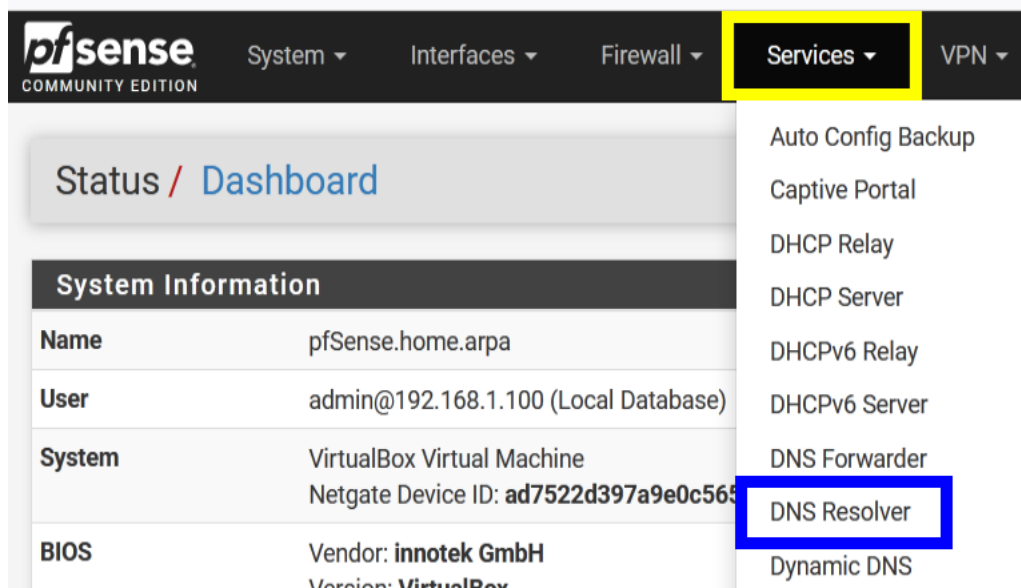 pfsense
COMMUNITY EDITION
System
Interfaces
Firewall
Services
VPN
Auto Config Backup
Captive Portal
DHCP Relay
DHCP Server
DHCPv6 Relay
DHCPv6 Server
DNS Forwarder
DNS Resolver
Dynamic DNS
Status / Dashboard
System Information
Name pfSense.home.arpa
User admin@192.168.1.100 (Local Database)
System VirtualBox Virtual Machine
Netgate Device ID: ad7522d397a9e0c565
BIOS Vendor: innotek GmbH
Version: VirtualBox